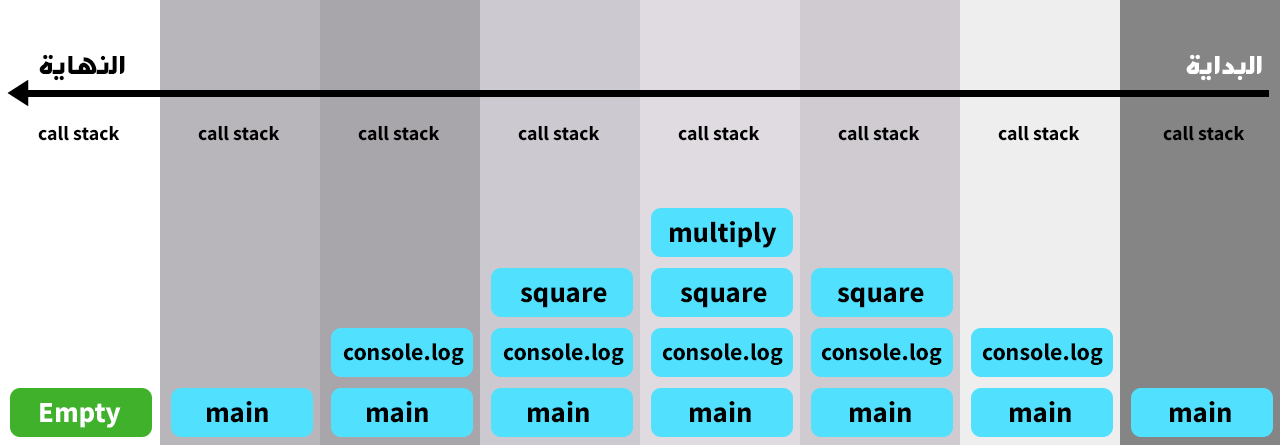 البداية
النهاية
call stack
call stack
call stack
call stack
call stack
call stack
call stack
call stack
multiply
square
square
square
console.log
console.log
console.log
console.log
console.log
Empty
main
main
main
main
main
main
main